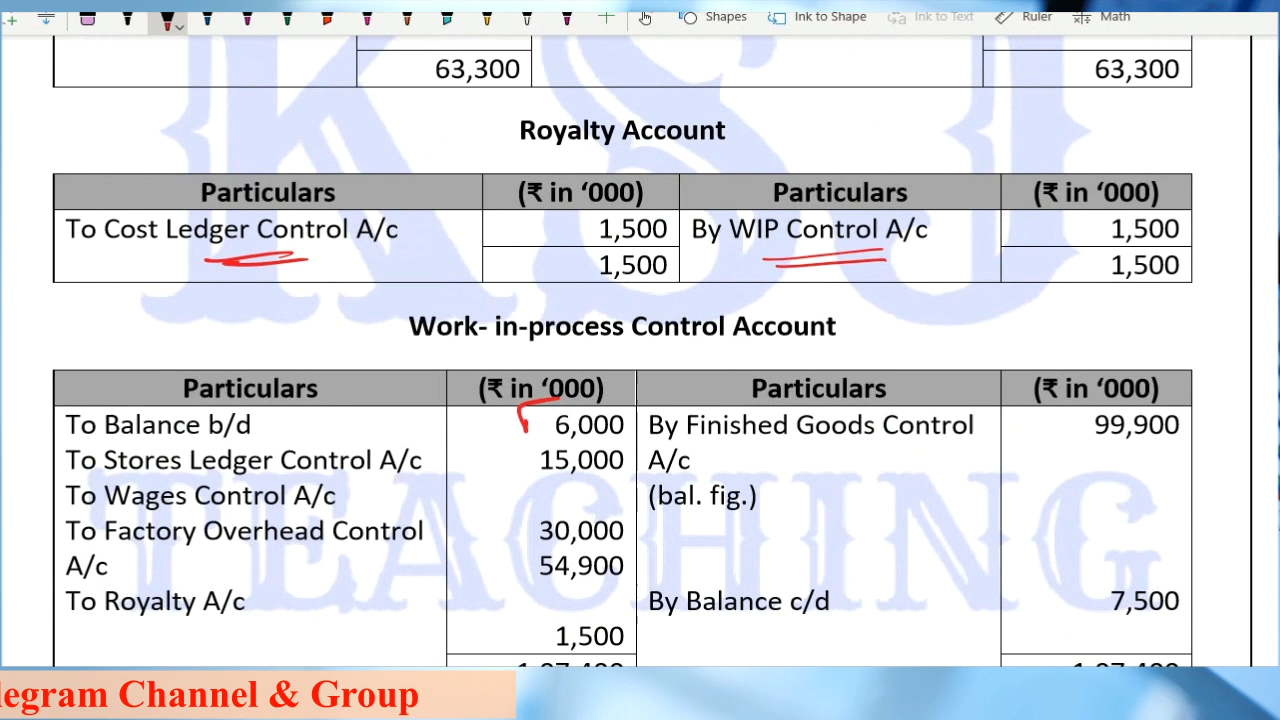 Shapes Ink to Shape Ink to Text Ruler Math
63,300 63,300
Royalty Account
Particulars (₹ in ‘000) Particulars (₹ in ‘000)
To Cost Ledger Control A/c 1,500 By WIP Control A/c 1,500
1,500 1,500
Work- in-process Control Account
Particulars (₹ in ‘000) Particulars (₹ in ‘000)
To Balance b/d 6,000 By Finished Goods Control 99,900
To Stores Ledger Control A/c 15,000 A/c
To Wages Control A/c (bal. fig.)
To Factory Overhead Control 30,000
A/c 54,900
To Royalty A/c By Balance c/d 7,500
1,500
KSJ
TEACHING
legram Channel & Group